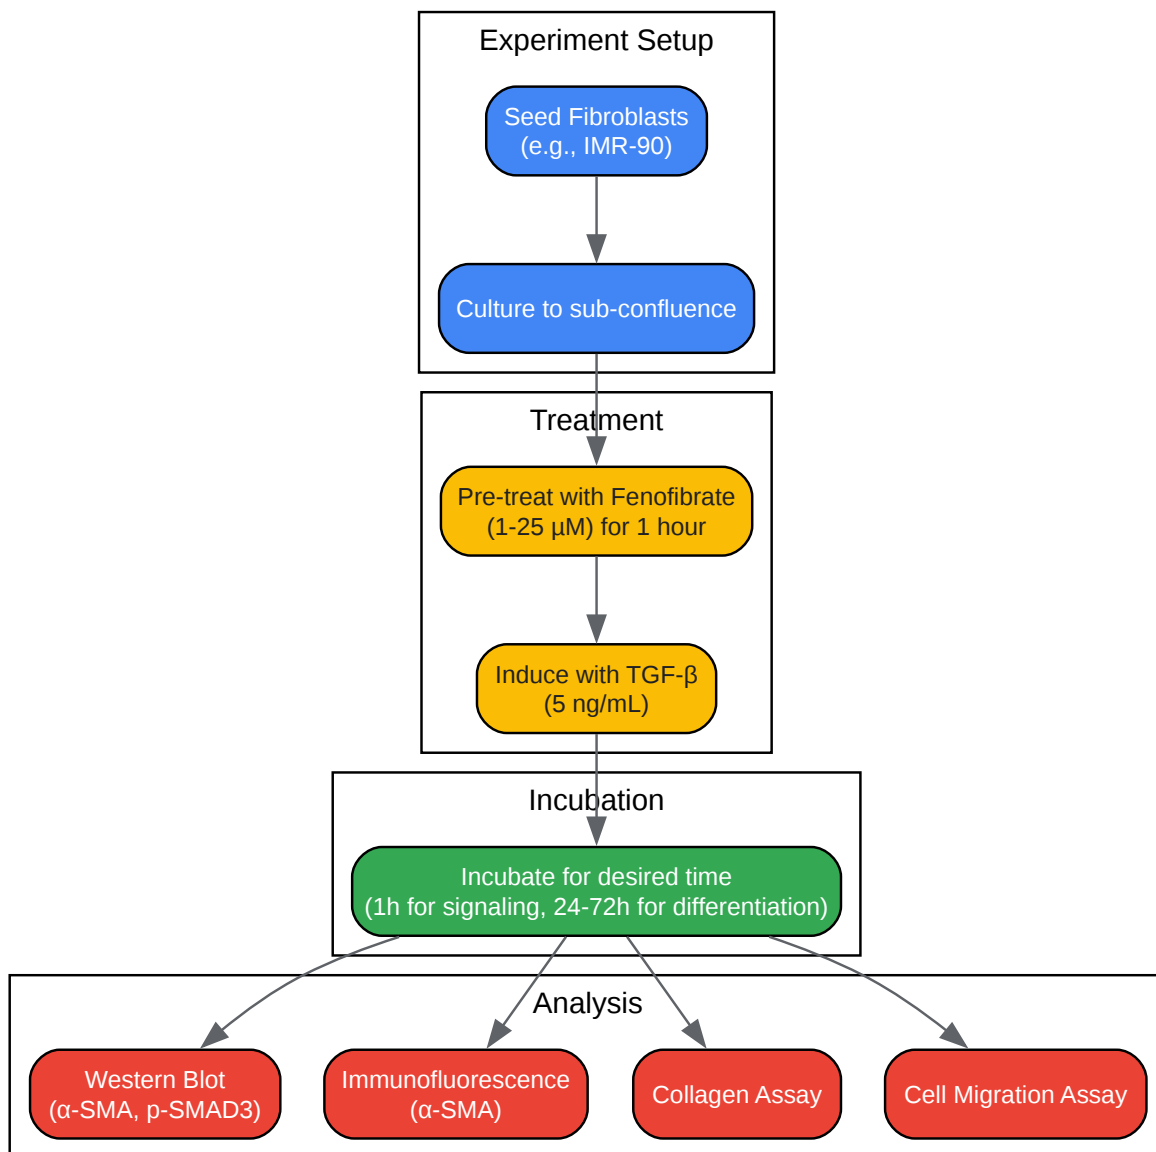 Experiment Setup
Seed Fibroblasts
(e.g., IMR-90)
Culture to sub-confluence
Treatment
Pre-treat with Fenofibrate
(1-25 µM) for 1 hour
Induce with TGF-β
(5 ng/mL)
Incubation
Incubate for desired time
(1h for signaling, 24-72h for differentiation)
Analysis
Western Blot
(α-SMA, p-SMAD3)
Immunofluorescence
(α-SMA)
Collagen Assay
Cell Migration Assay